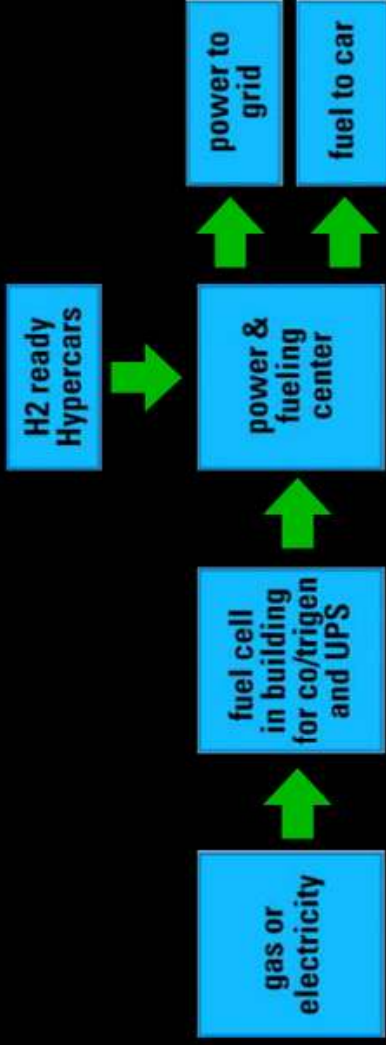 H2 ready
Hypercars
gas or
electricity
fuel cell
in building
for co/trigen
and UPS
power &
fueling
center
power to
grid
fuel to car